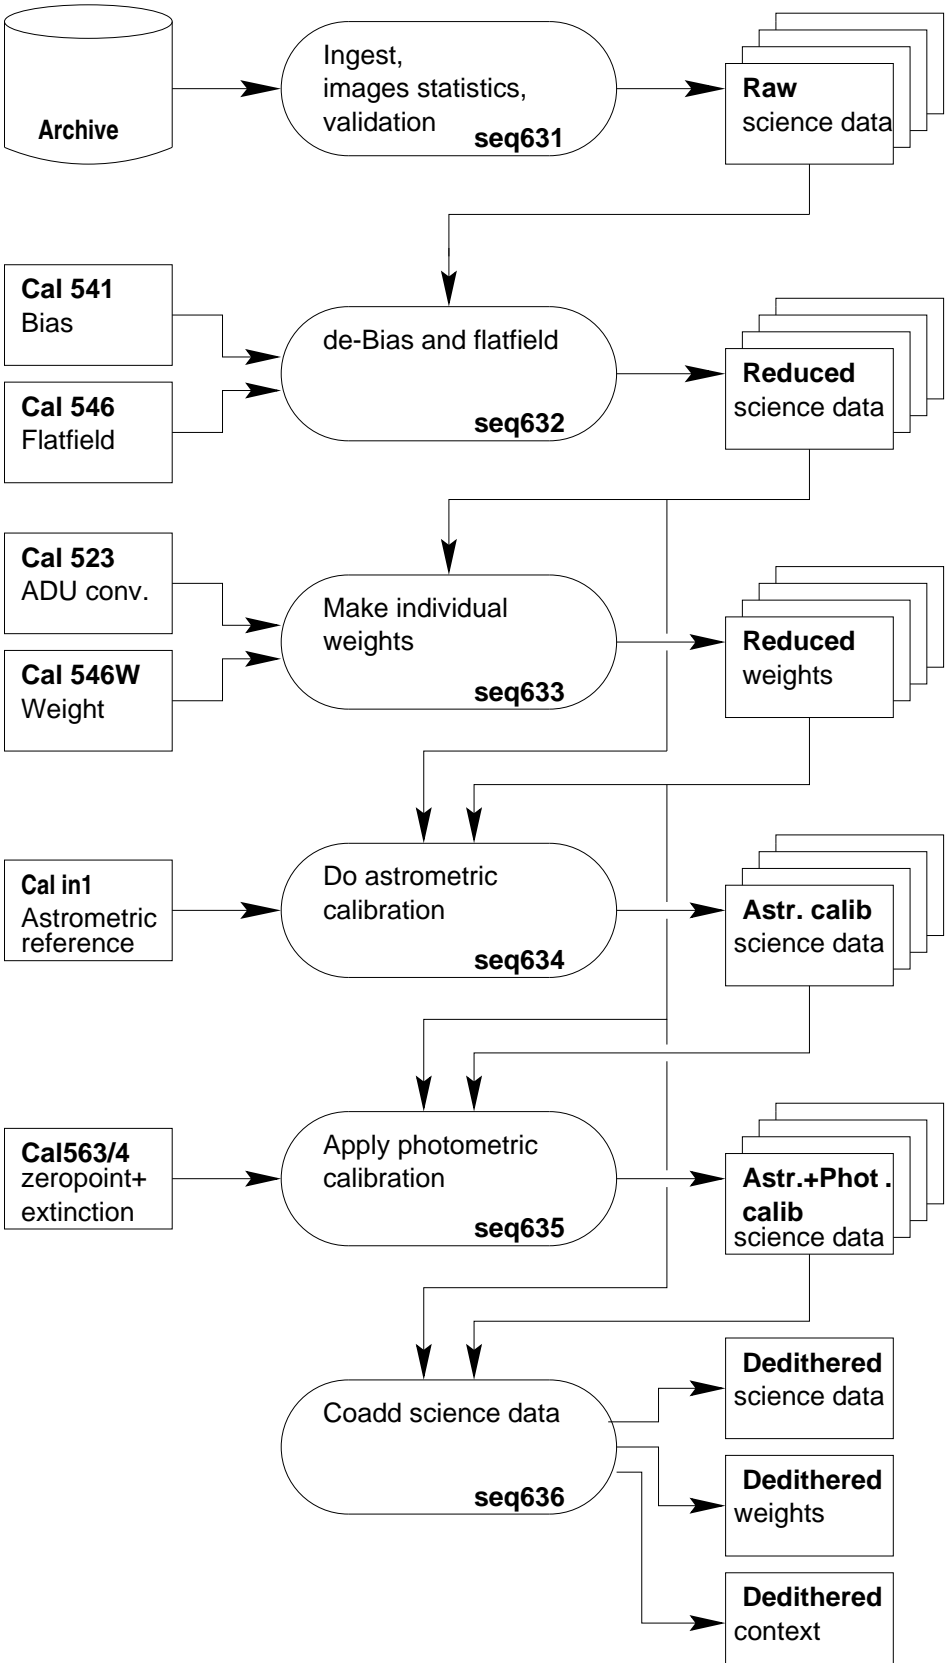 Archive
Ingest,
images statistics,
validation
seq631
Raw
science data
Cal 541
Bias
Cal 546
Flatfield
de-Bias and flatfield
seq632
Reduced
science data
Cal 523
ADU conv.
Cal 546W
Weight
Make individual
weights
seq633
Reduced
weights
Cal in1
Astrometric
reference
Do astrometric
calibration
seq634
Astr. calib
science data
Cal563/4
zeropoint+
extinction
Apply photometric
calibration
seq635
Astr.+Phot .
calib
science data
Coadd science data
seq636
Dedithered
science data
Dedithered
weights
Dedithered
context